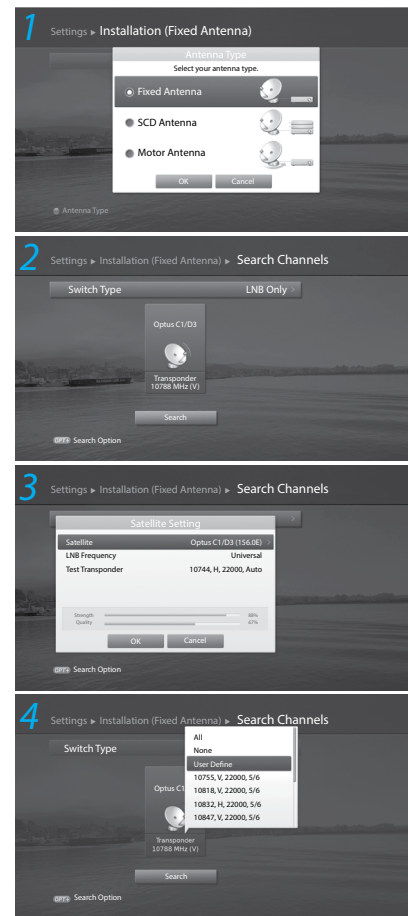 1 Settings ▸ Installation (Fixed Antenna)
Antenna Type
Select your antenna type.
Fixed Antenna
SCD Antenna
Motor Antenna
OK Cancel
Antenna Type
2 Settings ▸ Installation (Fixed Antenna) ▸ Search Channels
Switch Type LNB Only
Optus C1/D3
Transponder
10788 MHz (V)
Search
OPT+ Search Option
3 Settings ▸ Installation (Fixed Antenna) ▸ Search Channels
Satellite Setting
Satellite Optus C1/D3 (156.0E)
LNB Frequency Universal
Test Transponder 10744, H, 22000, Auto
Strength 88%
Quality 67%
OK Cancel
OPT+ Search Option
4 Settings ▸ Installation (Fixed Antenna) ▸ Search Channels
Switch Type
All
None
User Define
10755, V, 22000, 5/6
10818, V, 22000, 5/6
10832, H, 22000, 5/6
10847, V, 22000, 5/6
Optus C1
Transponder
10788 MHz (V)
Search
OPT+ Search Option